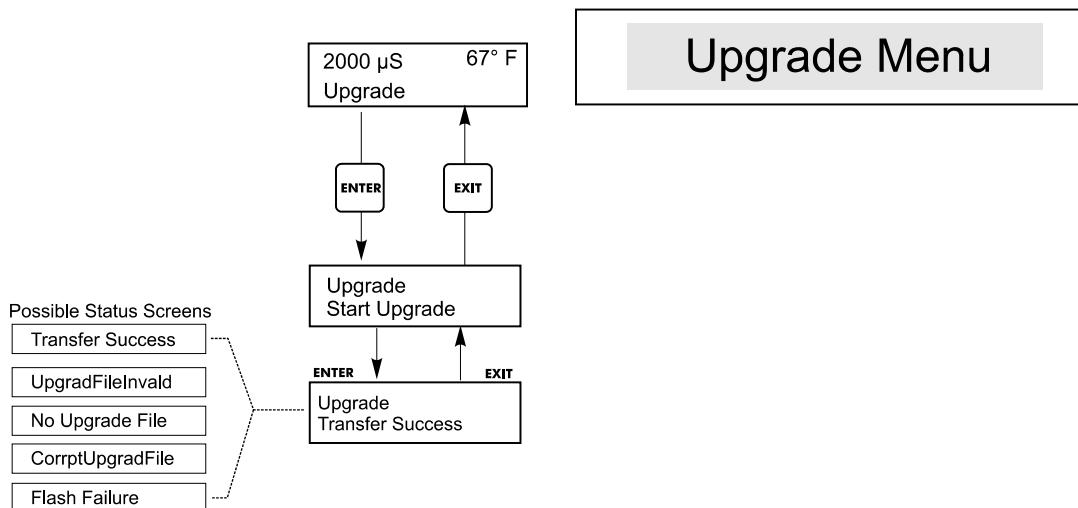 Upgrade Menu
2000 µS 67° F
Upgrade
ENTER EXIT
Upgrade
Start Upgrade
ENTER EXIT
Upgrade
Transfer Success
Possible Status Screens
Transfer Success
UpgradFileInvald
No Upgrade File
CorrptUpgradFile
Flash Failure